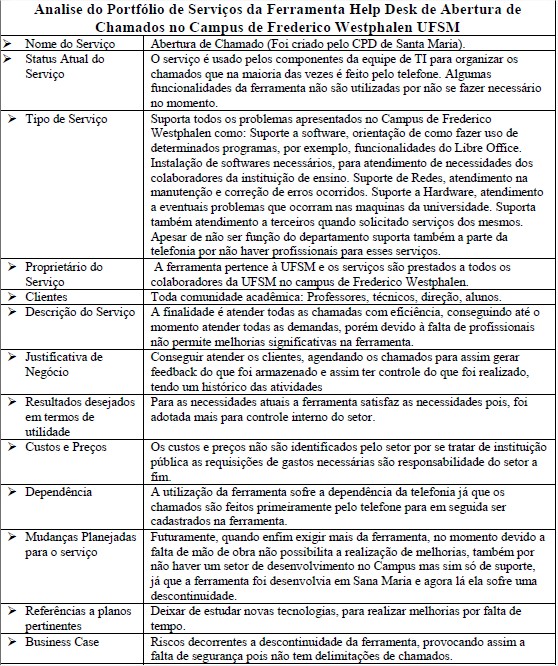 Analise do Portfólio de Serviços da Ferramenta Help Desk de Abertura de
Chamados no Campus de Frederico Westphalen UFSM
➤ Nome do Serviço
Abertura de Chamado (Foi criado pelo CPD de Santa Maria).
➤ Status Atual do
Serviço
O serviço é usado pelos componentes da equipe de TI para organizar os
chamados que na maioria das vezes é feito pelo telefone. Algumas
funcionalidades da ferramenta não são utilizadas por não se fazer necessário
no momento.
➤ Tipo de Serviço
Suporta todos os problemas apresentados no Campus de Frederico
Westphalen como: Suporte a software, orientação de como fazer uso de
determinados programas, por exemplo, funcionalidades do Libre Office.
Instalação de softwares necessários, para atendimento de necessidades dos
colaboradores da instituição de ensino. Suporte de Redes, atendimento na
manutenção e correção de erros ocorridos. Suporte a Hardware, atendimento
a eventuais problemas que ocorram nas maquinas da universidade. Suporta
também atendimento a terceiros quando solicitado serviços dos mesmos.
Apesar de não ser função do departamento suporta também a parte da
telefonia por não haver profissionais para esses serviços.
➤ Proprietário do
Serviço
A ferramenta pertence à UFSM e os serviços são prestados a todos os
colaboradores da UFSM no campus de Frederico Westphalen.
➤ Clientes
Toda comunidade acadêmica: Professores, técnicos, direção, alunos.
➤ Descrição do Serviço
A finalidade é atender todas as chamadas com eficiência, conseguindo até o
momento atender todas as demandas, porém devido à falta de profissionais
não permite melhorias significativas na ferramenta.
➤ Justificativa de
Negócio
Conseguir atender os clientes, agendando os chamados para assim gerar
feedback do que foi armazenado e assim ter controle do que foi realizado,
tendo um histórico das atividades
➤ Resultados desejados
em termos de
utilidade
Para as necessidades atuais a ferramenta satisfaz as necessidades pois, foi
adotada mais para controle interno do setor.
➤ Custos e Preços
Os custos e preços não são identificados pelo setor por se tratar de instituição
pública as requisições de gastos necessárias são responsabilidade do setor a
fim.
➤ Dependência
A utilização da ferramenta sofre a dependência da telefonia já que os
chamados são feitos primeiramente pelo telefone para em seguida ser
cadastrados na ferramenta.
➤ Mudanças Planejadas
para o serviço
Futuramente, quando enfim exigir mais da ferramenta, no momento devido a
falta de mão de obra não possibilita a realização de melhorias, também por
não haver um setor de desenvolvimento no Campus mas sim só de suporte,
já que a ferramenta foi desenvolvia em Sana Maria e agora lá ela sofre uma
descontinuidade.
➤ Referências a planos
pertinentes
Deixar de estudar novas tecnologias, para realizar melhorias por falta de
tempo.
➤ Business Case
Riscos decorrentes a descontinuidade da ferramenta, provocando assim a
falta de segurança pois não tem delimitações de chamados.